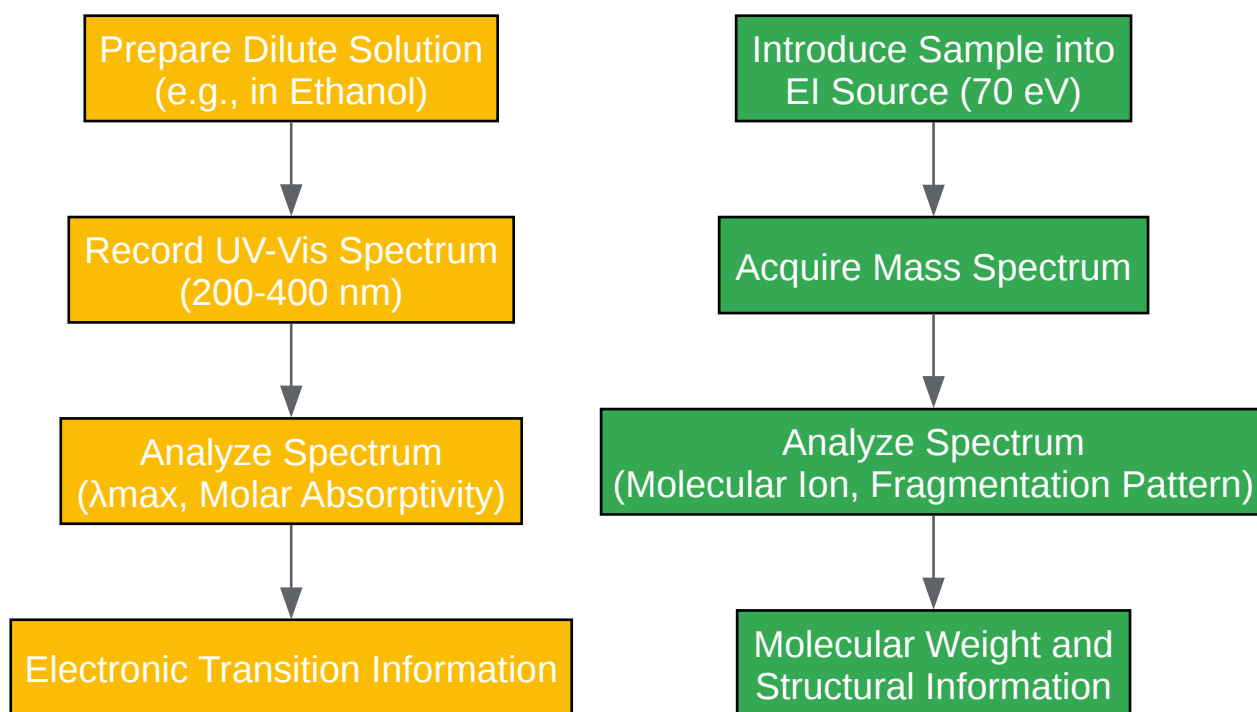 Prepare Dilute Solution
(e.g., in Ethanol)
Record UV-Vis Spectrum
(200-400 nm)
Analyze Spectrum
(λmax, Molar Absorptivity)
Electronic Transition Information
Introduce Sample into
EI Source (70 eV)
Acquire Mass Spectrum
Analyze Spectrum
(Molecular Ion, Fragmentation Pattern)
Molecular Weight and
Structural Information